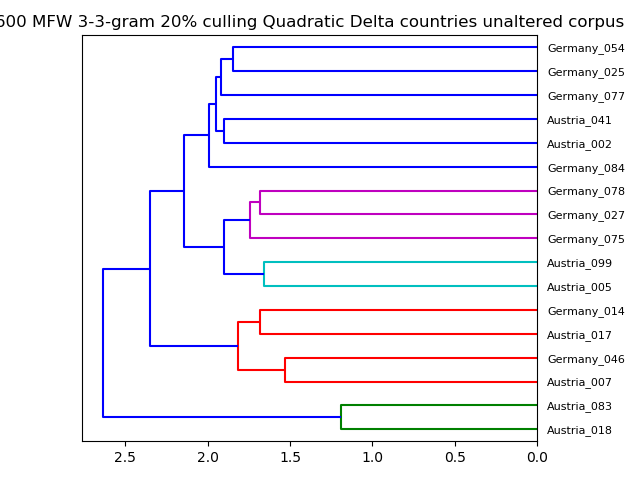 600 MFW 3-3-gram 20% culling Quadratic Delta countries unaltered corpus
Germany_054
Germany_025
Germany_077
Austria_041
Austria_002
Germany_084
Germany_078
Germany_027
Germany_075
Austria_099
Austria_005
Germany_014
Austria_017
Germany_046
Austria_007
Austria_083
Austria_018
2.5 2.0 1.5 1.0 0.5 0.0